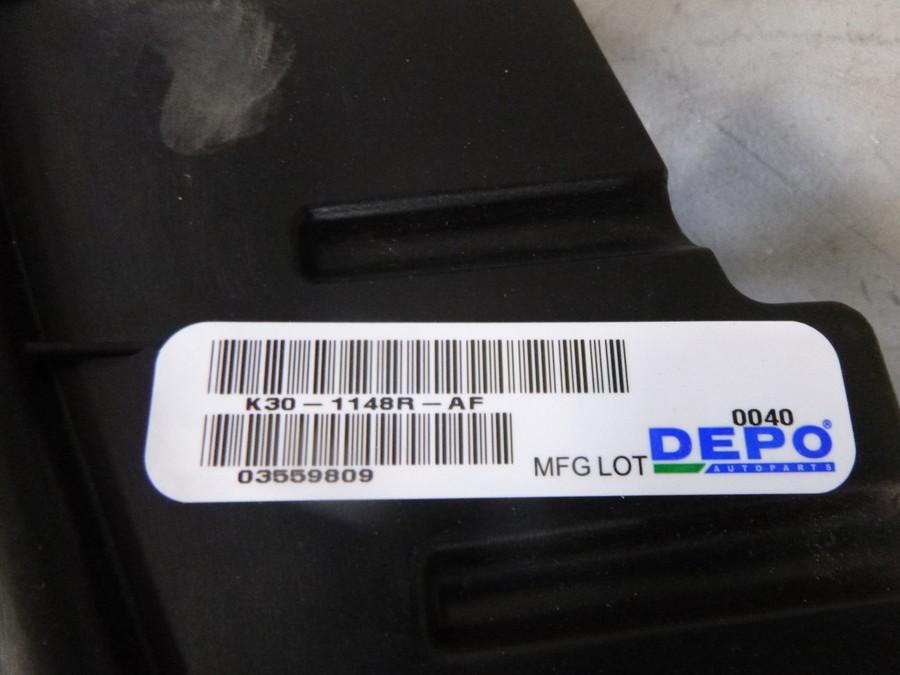 K30-1148R-AF
03559809
0040
MFG LOT
DEPO®
AUTOPARTS